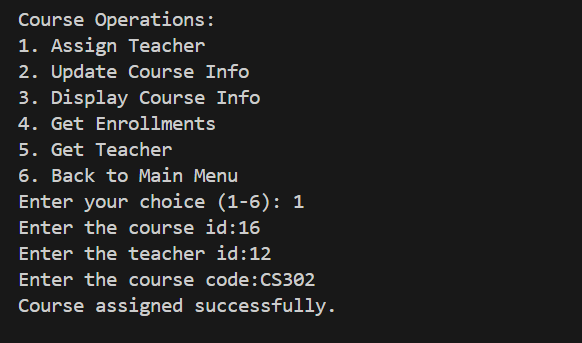 Course Operations:
1. Assign Teacher
2. Update Course Info
3. Display Course Info
4. Get Enrollments
5. Get Teacher
6. Back to Main Menu
Enter your choice (1-6): 1
Enter the course id:16
Enter the teacher id:12
Enter the course code:CS302
Course assigned successfully.